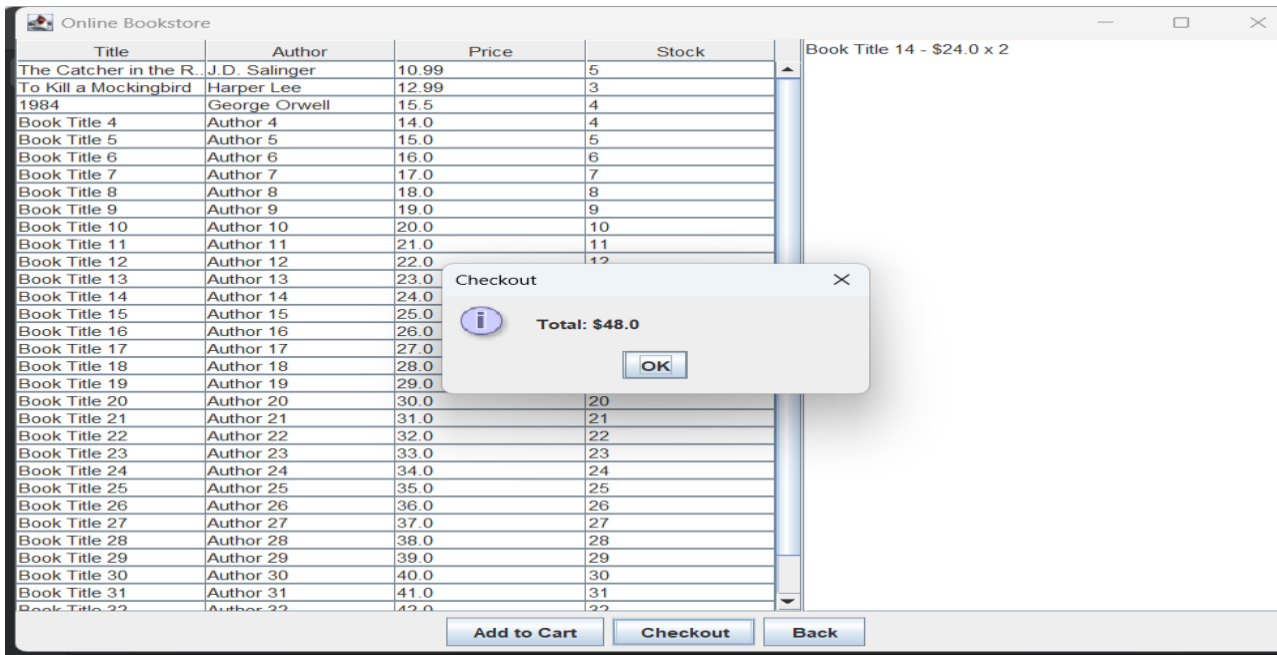 Online Bookstore
Title Author Price Stock
Book Title 14 - $24.0 x 2
The Catcher in the R... J.D. Salinger 10.99 5
To Kill a Mockingbird Harper Lee 12.99 3
1984 George Orwell 15.5 4
Book Title 4 Author 4 14.0 4
Book Title 5 Author 5 15.0 5
Book Title 6 Author 6 16.0 6
Book Title 7 Author 7 17.0 7
Book Title 8 Author 8 18.0 8
Book Title 9 Author 9 19.0 9
Book Title 10 Author 10 20.0 10
Book Title 11 Author 11 21.0 11
Book Title 12 Author 12 22.0 12
Book Title 13 Author 13 23.0
Book Title 14 Author 14 24.0
Book Title 15 Author 15 25.0
Book Title 16 Author 16 26.0
Book Title 17 Author 17 27.0
Book Title 18 Author 18 28.0
Book Title 19 Author 19 29.0
Book Title 20 Author 20 30.0 20
Book Title 21 Author 21 31.0 21
Book Title 22 Author 22 32.0 22
Book Title 23 Author 23 33.0 23
Book Title 24 Author 24 34.0 24
Book Title 25 Author 25 35.0 25
Book Title 26 Author 26 36.0 26
Book Title 27 Author 27 37.0 27
Book Title 28 Author 28 38.0 28
Book Title 29 Author 29 39.0 29
Book Title 30 Author 30 40.0 30
Book Title 31 Author 31 41.0 31
Book Title 32 Author 32 42.0 32
Checkout
Total: $48.0
OK
Add to Cart Checkout Back